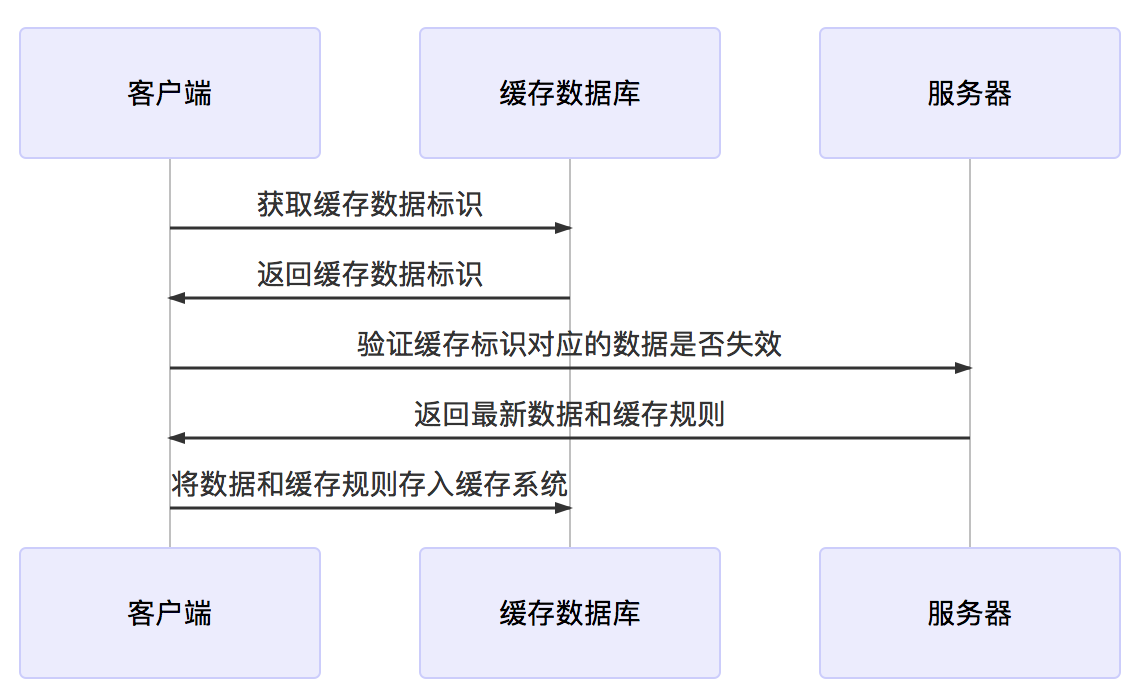 客户端
缓存数据库
服务器
获取缓存数据标识
返回缓存数据标识
验证缓存标识对应的数据是否失效
返回最新数据和缓存规则
将数据和缓存规则存入缓存系统
客户端
缓存数据库
服务器